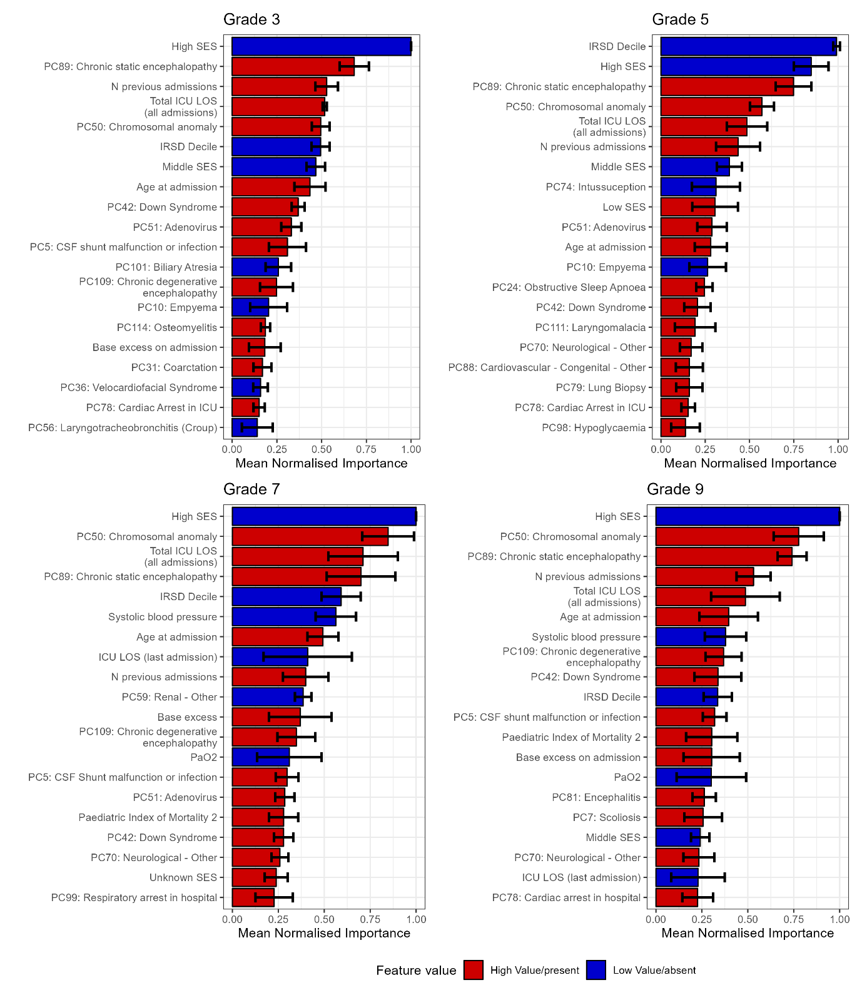 Grade 3
High SES
PC89: Chronic static encephalopathy
N previous admissions
Total ICU LOS
(all admissions)
PC50: Chromosomal anomaly
IRSD Decile
Middle SES
Age at admission
PC42: Down Syndrome
PC51: Adenovirus
PC5: CSF shunt malfunction or infection
PC101: Biliary Atresia
PC109: Chronic degenerative
encephalopathy
PC10: Empyema
PC114: Osteomyelitis
Base excess on admission
PC31: Coarctation
PC36: Velocardiofacial Syndrome
PC78: Cardiac Arrest in ICU
PC56: Laryngotracheobronchitis (Croup)
0.00 0.25 0.50 0.75 1.00
Mean Normalised Importance
Grade 5
IRSD Decile
High SES
PC89: Chronic static encephalopathy
PC50: Chromosomal anomaly
Total ICU LOS
(all admissions)
N previous admissions
Middle SES
PC74: Intussuception
Low SES
PC51: Adenovirus
Age at admission
PC10: Empyema
PC24: Obstructive Sleep Apnoea
PC42: Down Syndrome
PC111: Laryngomalacia
PC70: Neurological - Other
PC88: Cardiovascular - Congenital - Other
PC79: Lung Biopsy
PC78: Cardiac Arrest in ICU
PC98: Hypoglycaemia
0.00 0.25 0.50 0.75 1.00
Mean Normalised Importance
Grade 7
High SES
PC50: Chromosomal anomaly
Total ICU LOS
(all admissions)
PC89: Chronic static encephalopathy
IRSD Decile
Systolic blood pressure
Age at admission
ICU LOS (last admission)
N previous admissions
PC59: Renal - Other
Base excess
PC109: Chronic degenerative
encephalopathy
PaO2
PC5: CSF Shunt malfunction or infection
PC51: Adenovirus
Paediatric Index of Mortality 2
PC42: Down Syndrome
PC70: Neurological - Other
Unknown SES
PC99: Respiratory arrest in hospital
0.00 0.25 0.50 0.75 1.00
Mean Normalised Importance
Grade 9
High SES
PC50: Chromosomal anomaly
PC89: Chronic static encephalopathy
N previous admissions
Total ICU LOS
(all admissions)
Age at admission
Systolic blood pressure
PC109: Chronic degenerative
encephalopathy
PC42: Down Syndrome
IRSD Decile
PC5: CSF shunt malfunction or infection
Paediatric Index of Mortality 2
Base excess on admission
PaO2
PC81: Encephalitis
PC7: Scoliosis
Middle SES
PC70: Neurological - Other
ICU LOS (last admission)
PC78: Cardiac arrest in hospital
0.00 0.25 0.50 0.75 1.00
Mean Normalised Importance
Feature value High Value/present Low Value/absent